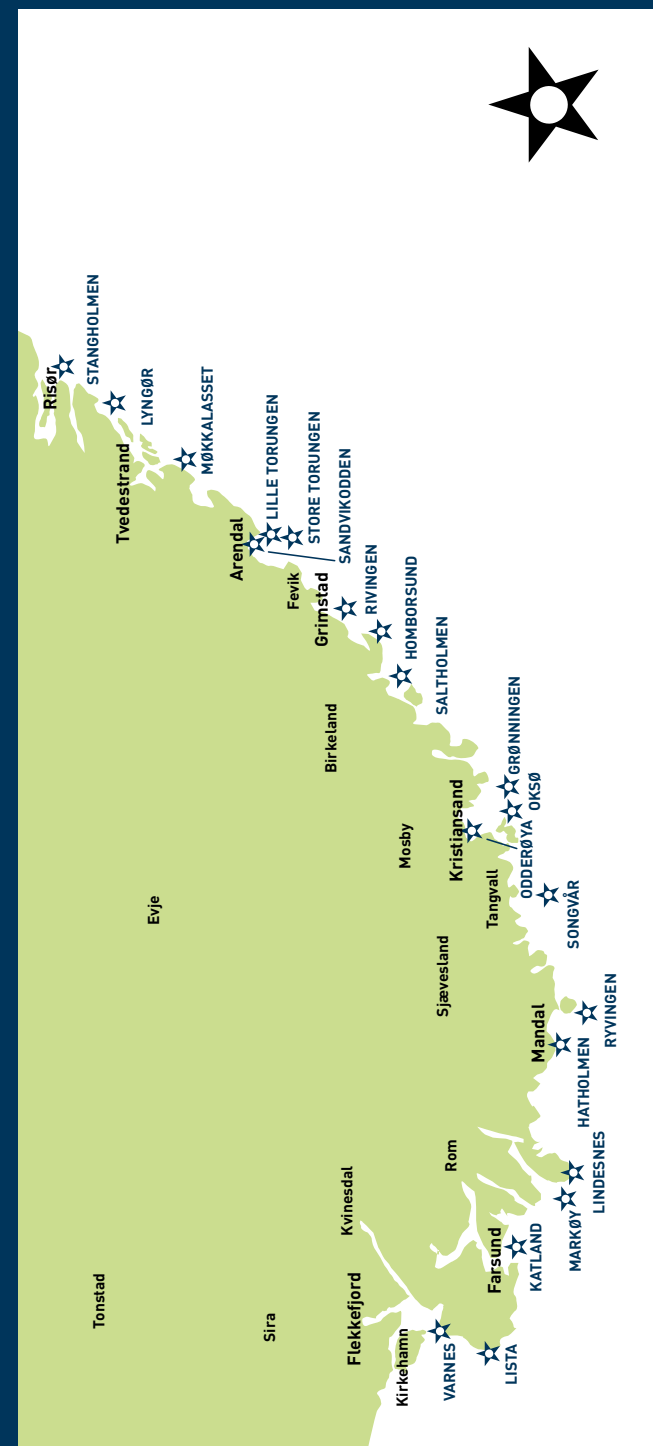 Risør
STANGHOLMEN
LYNGØR
Tvedestrand
MØKKALASSET
Arendal
LILLE TORUNGEN
STORE TORUNGEN
SANDVIKODDEN
Fevik
Grimstad
RIVINGEN
HOMBORSUND
SALTHOLMEN
Birkeland
GRØNNINGEN
OKSØ
ODDERØYA
Kristiansand
Mosby
Tangvall
SONGVÅR
Evje
Sjævesland
Mandal
RYVINGEN
HATHOLMEN
Rom
LINDESNES
MARKØY
Kvinesdal
Farsund
KATLAND
Tonstad
Sira
Flekkefjord
Kirkehamn
VARNES
LISTA